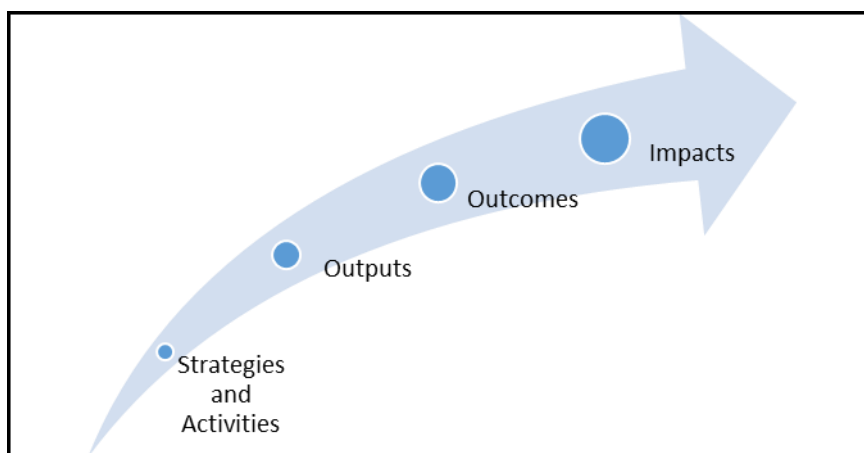 Impacts
Outcomes
Outputs
Strategies
and
Activities